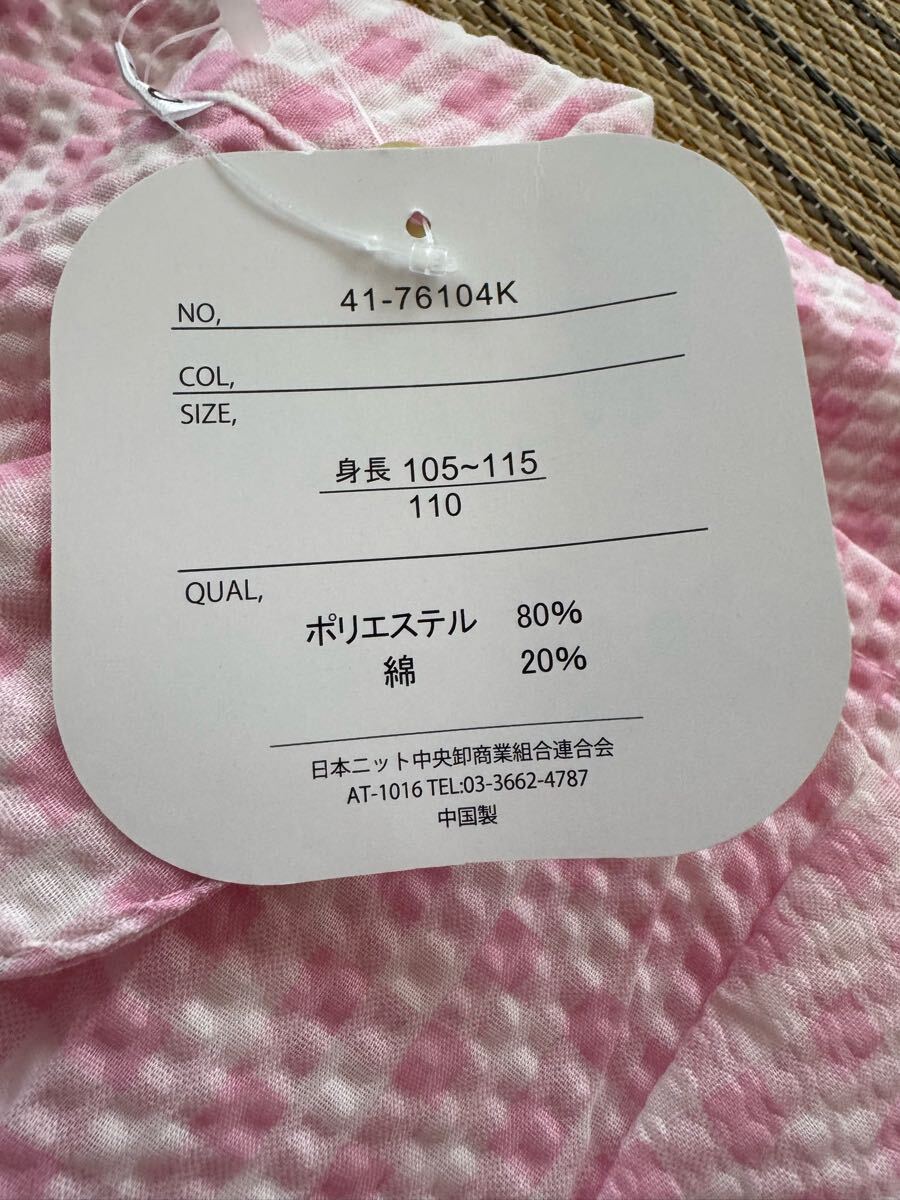 NO, 41-76104K
COL,
SIZE,
身長 105~115
110
QUAL,
ポリエステル 80%
綿 20%
日本ニット中央卸商業組合連合会
AT-1016 TEL:03-3662-4787
中国製